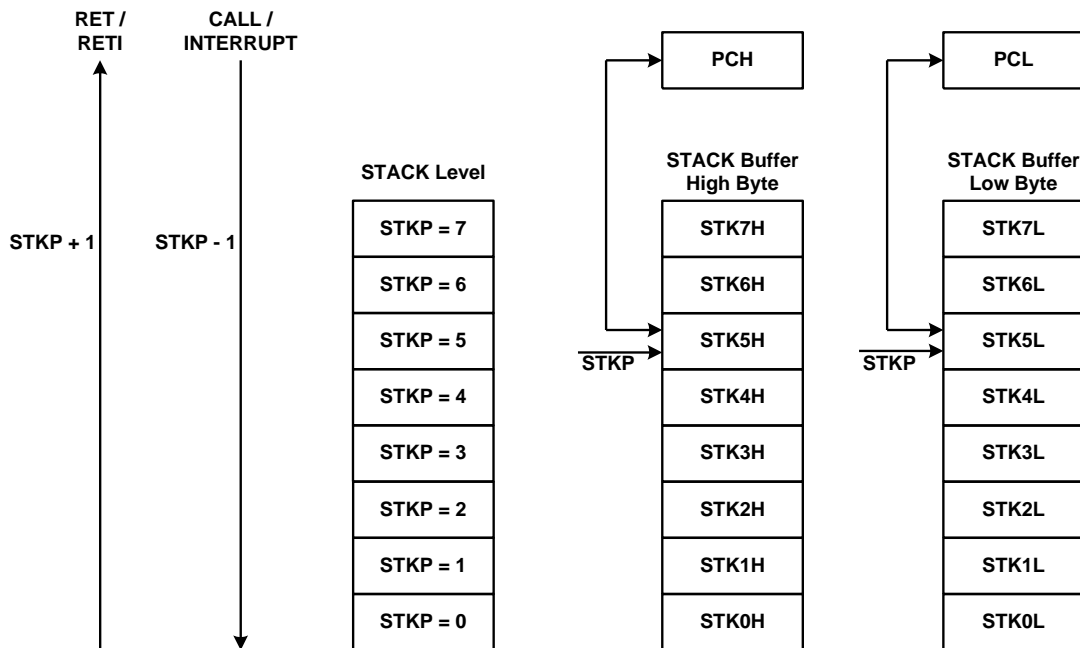 RET /
RETI
CALL /
INTERRUPT
PCH
PCL
STACK Level
STACK Buffer
High Byte
STACK Buffer
Low Byte
STKP + 1
STKP - 1
STKP = 7
STK7H
STK7L
STKP = 6
STK6H
STK6L
STKP = 5
STK5H
STK5L
STKP
STKP
STKP = 4
STK4H
STK4L
STKP = 3
STK3H
STK3L
STKP = 2
STK2H
STK2L
STKP = 1
STK1H
STK1L
STKP = 0
STK0H
STK0L